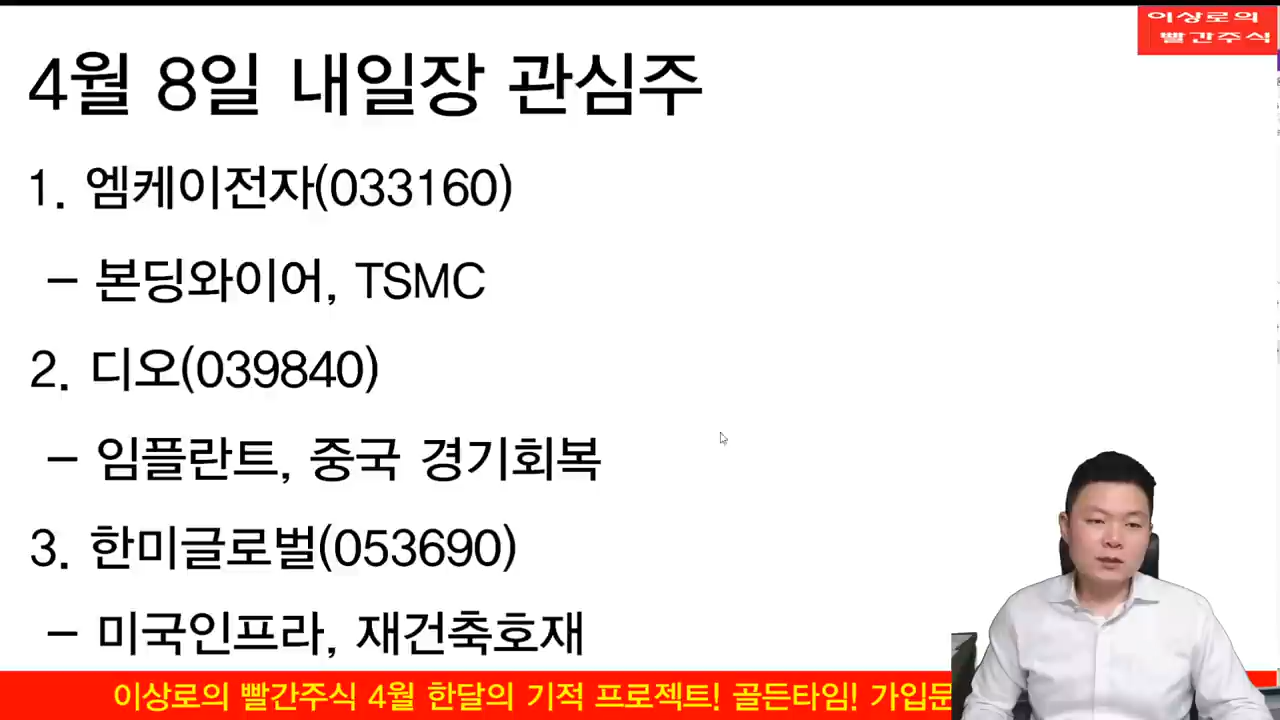 이상로의
빨간주식
4월 8일 내일장 관심주
1. 엠케이전자(033160)
- 본딩와이어, TSMC
2. 디오(039840)
- 임플란트, 중국 경기회복
3. 한미글로벌(053690)
- 미국인프라, 재건축호재
이상로의 빨간주식 4월 한달의 기적 프로젝트! 골든타임! 가입문